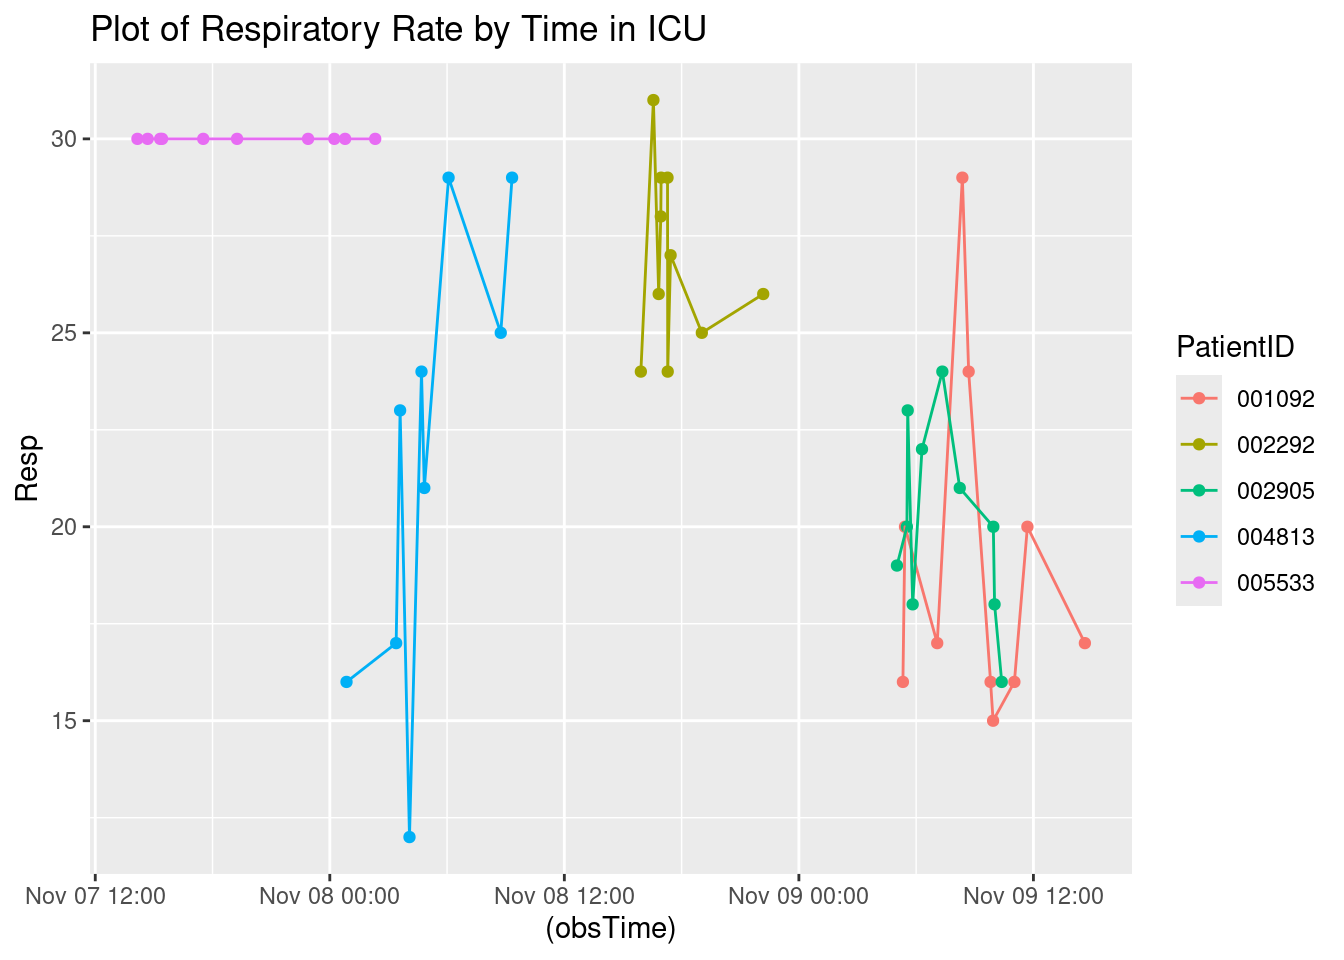 Plot of Respiratory Rate by Time in ICU
Resp
30
25
20
15
Nov 07 12:00
Nov 08 00:00
Nov 08 12:00
Nov 09 00:00
Nov 09 12:00
(obsTime)
PatientID
001092
002292
002905
004813
005533